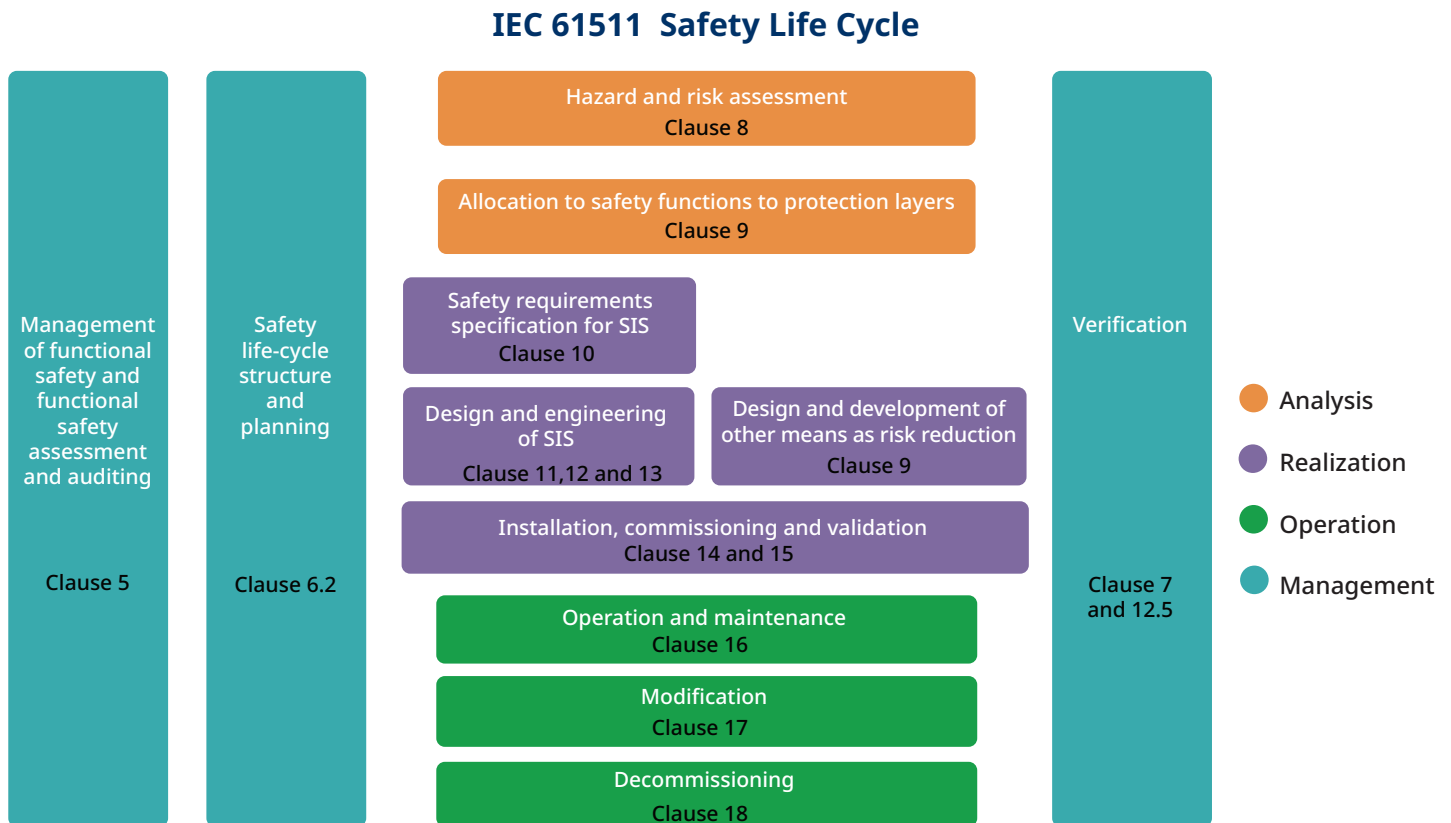 IEC 61511  Safety Life Cycle
Management
of functional
safety and
functional
safety
assessment
and auditing
Clause 5
Safety
life-cycle
structure
and
planning
Clause 6.2
Hazard and risk assessment
Clause 8
Allocation to safety functions to protection layers
Clause 9
Safety requirements
specification for SIS
Clause 10
Design and engineering
of SIS
Clause 11,12 and 13
Design and development of
other means as risk reduction
Clause 9
Installation, commissioning and validation
Clause 14 and 15
Operation and maintenance
Clause 16
Modification
Clause 17
Decommissioning
Clause 18
Verification
Clause 7
and 12.5
Analysis
Realization
Operation
Management